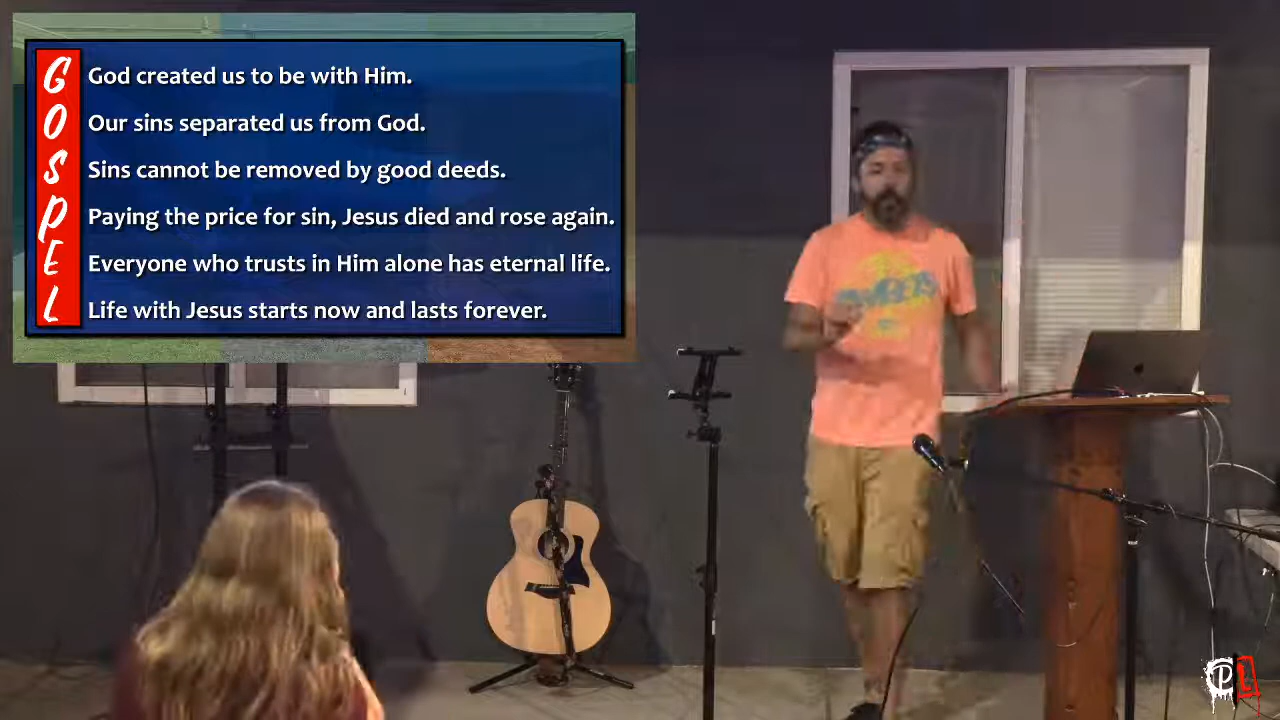 G God created us to be with Him.
O Our sins separated us from God.
S Sins cannot be removed by good deeds.
P Paying the price for sin, Jesus died and rose again.
E Everyone who trusts in Him alone has eternal life.
L Life with Jesus starts now and lasts forever.
PL